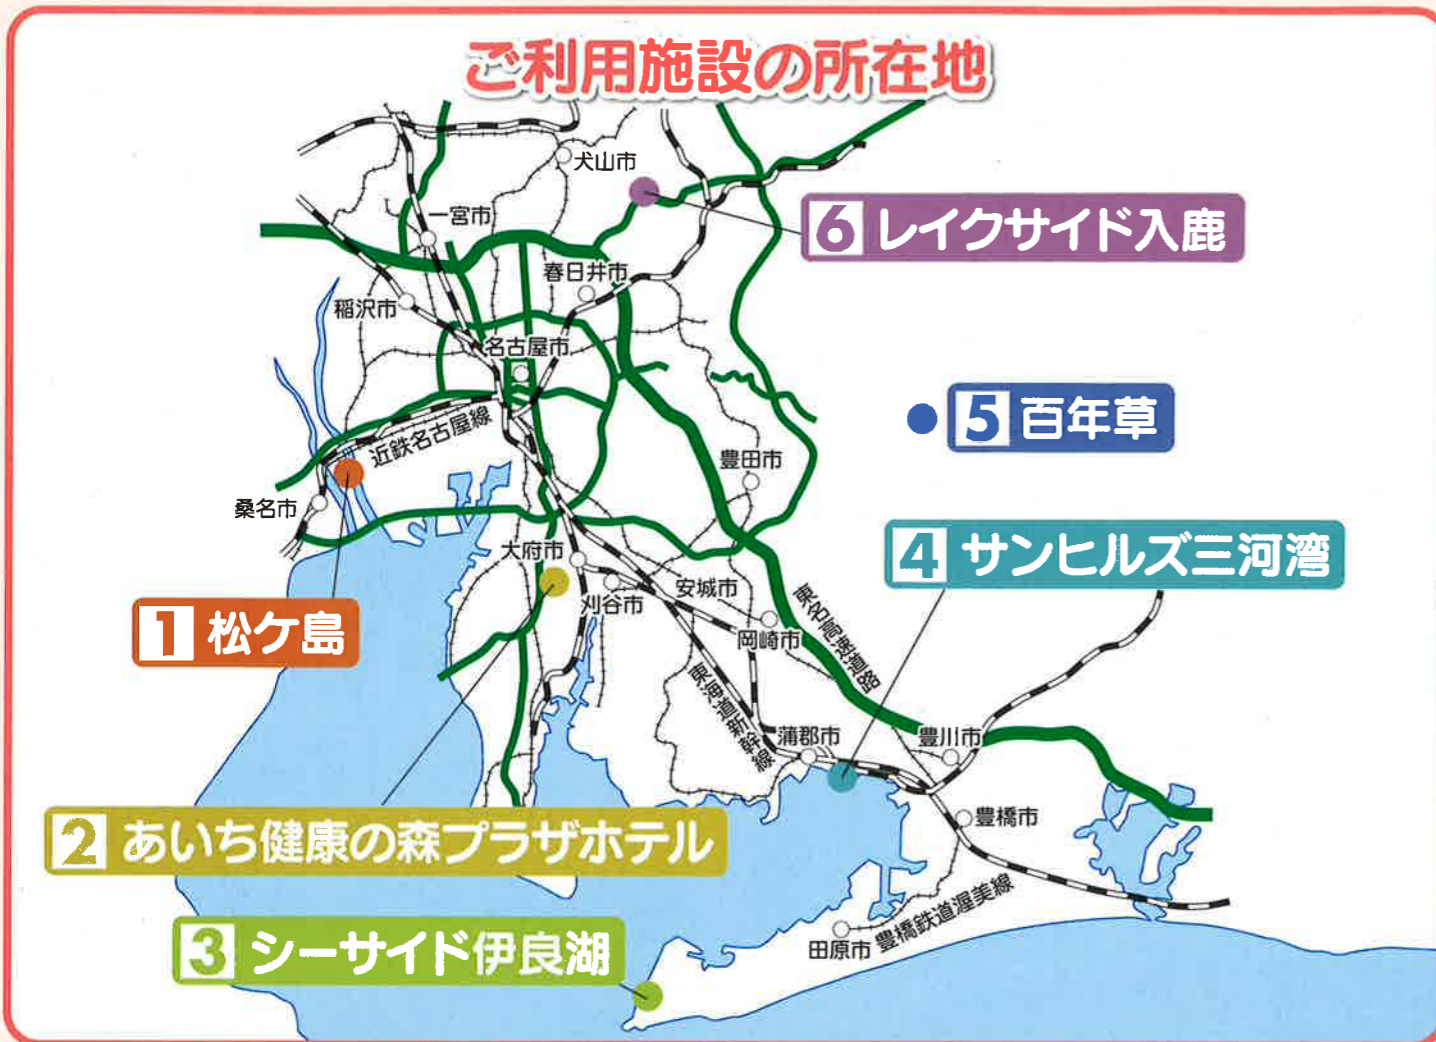 ご利用施設の所在地
犬山市
一宮市
6 レイクサイド入鹿
春日井市
稲沢市
名古屋市
5 百年草
近鉄名古屋線
豊田市
桑名市
4 サンヒルズ三河湾
大府市
安城市
刈谷市
1 松ケ島
岡崎市
東名高速道路
東海道新幹線
蒲郡市
豊川市
2 あいち健康の森プラザホテル
豊橋市
3 シーサイド伊良湖
田原市
豊橋鉄道渥美線